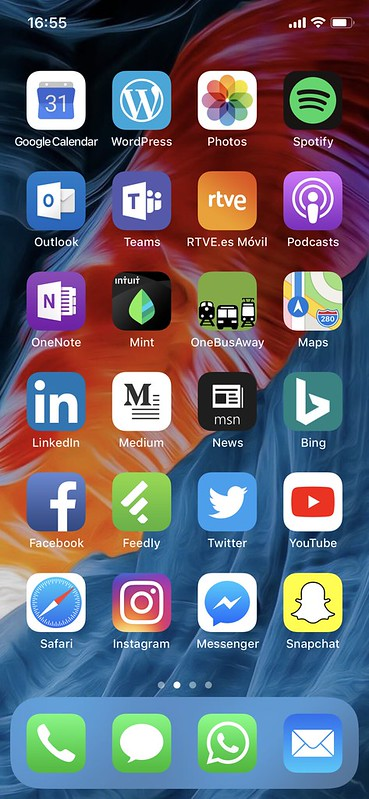 16:55
31
Google Calendar
WordPress
Photos
Spotify
rtve
Outlook
Teams
RTVE.es Móvil
Podcasts
intuit
280
OneNote
Mint
OneBusAway
Maps
in
M
msn
LinkedIn
Medium
News
Bing
Facebook
Feedly
Twitter
YouTube
Safari
Instagram
Messenger
Snapchat